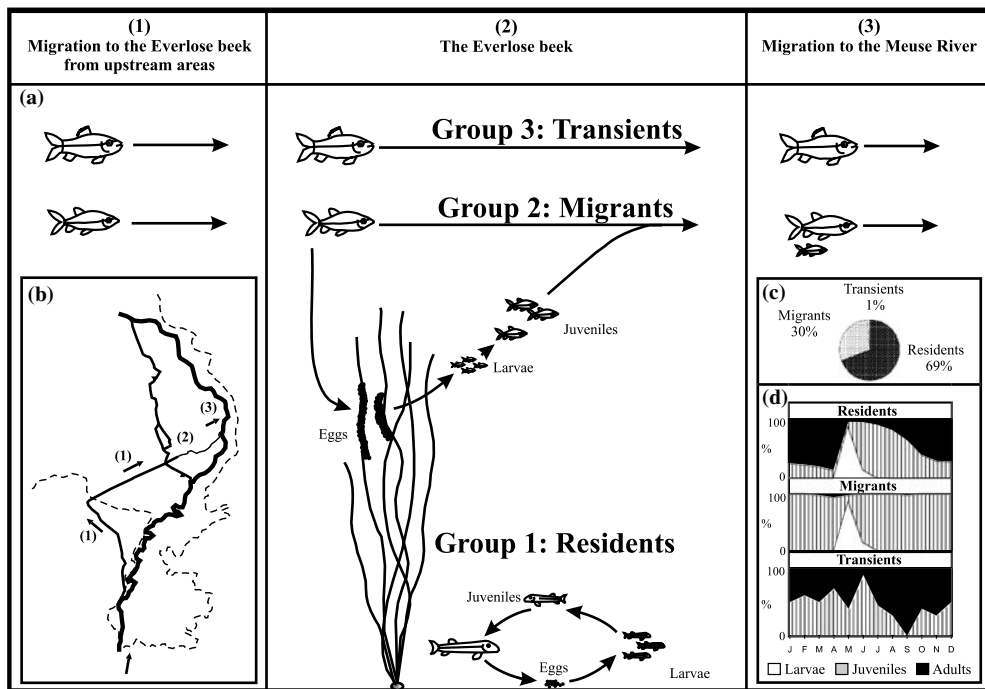 (1)
Migration to the Everlose beek
from upstream areas
(2)
The Everlose beek
(3)
Migration to the Meuse River
(a)
Group 3: Transients
Group 2: Migrants
Juveniles
Larvae
Eggs
Group 1: Residents
Juveniles
Eggs
Larvae
(b)
(3)
(2)
(1)
(1)
(c)
Transients
1%
Migrants
30%
Residents
69%
(d)
Residents
100
%
0
Migrants
100
%
0
Transients
100
%
0
J F M A M J J A S O N D
Larvae Juveniles Adults